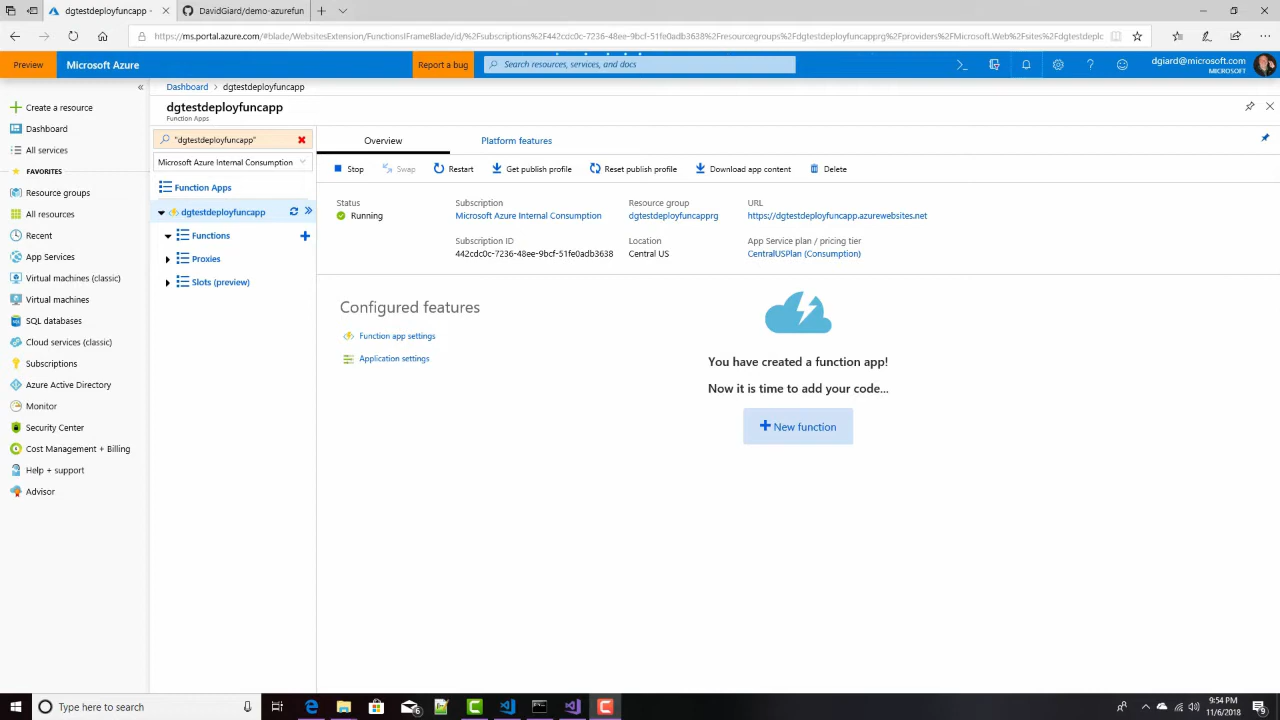 dgtestdeployfuncapp -
DavidGiard/demo-azurefun
https://ms.portal.azure.com/#blade/WebsitesExtension/FunctionsIFrameBlade/id/%2Fsubscriptions%2F442cdc0c-7236-48ee-9bcf-51fe0adb3638%2Fresourcegroups%2Fdgtestdeployfuncapprg%2Fproviders%2FMicrosoft.Web%2Fsites%2Fdgtestdeplc
Preview
Microsoft Azure
Report a bug
Search resources, services, and docs
dgiard@microsoft.com
MICROSOFT
Create a resource
Dashboard
All services
FAVORITES
Resource groups
All resources
Recent
App Services
Virtual machines (classic)
Virtual machines
SQL databases
Cloud services (classic)
Subscriptions
Azure Active Directory
Monitor
Security Center
Cost Management + Billing
Help + support
Advisor
Dashboard > dgtestdeployfuncapp
dgtestdeployfuncapp
Function Apps
"dgtestdeployfuncapp"
Microsoft Azure Internal Consumption
Function Apps
dgtestdeployfuncapp
Functions
Proxies
Slots (preview)
Overview
Platform features
Stop
Swap
Restart
Get publish profile
Reset publish profile
Download app content
Delete
Status
Running
Subscription
Microsoft Azure Internal Consumption
Resource group
dgtestdeployfuncapprg
URL
https://dgtestdeployfuncapp.azurewebsites.net
Subscription ID
442cdc0c-7236-48ee-9bcf-51fe0adb3638
Location
Central US
App Service plan / pricing tier
CentralUSPlan (Consumption)
Configured features
Function app settings
Application settings
You have created a function app!
Now it is time to add your code...
New function
Type here to search
6
9:54 PM
11/6/2018
9